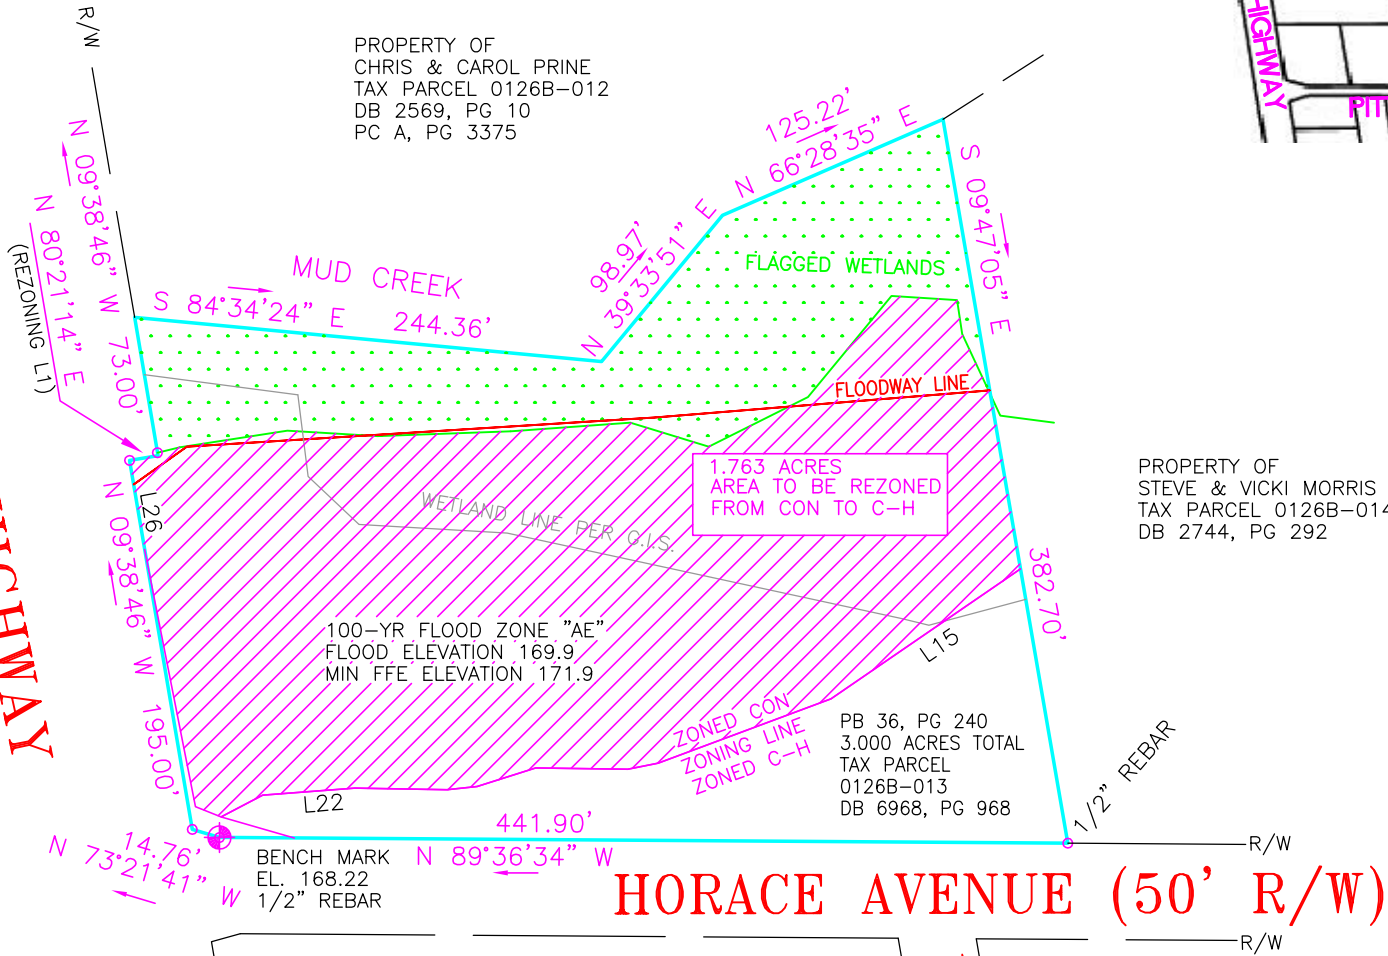 R/W
PROPERTY OF
CHRIS & CAROL PRINE
TAX PARCEL 0126B-012
DB 2569, PG 10
PC A, PG 3375
HIGHWAY
N 09°38'46" W 73.00'
N 80°21'14" E
(REZONING L1)
MUD CREEK
S 84°34'24" E 244.36'
98.97'
N 39°33'51" E
125.22'
N 66°28'35" E
S 09°47'05" E
382.70'
FLAGGED WETLANDS
FLOODWAY LINE
1.763 ACRES
AREA TO BE REZONED
FROM CON TO C-H
PROPERTY OF
STEVE & VICKI MORRIS
TAX PARCEL 0126B-014
DB 2744, PG 292
L26
N 09°38'46" W 195.00'
WETLAND LINE PER G.I.S.
100-YR FLOOD ZONE "AE"
FLOOD ELEVATION 169.9
MIN FFE ELEVATION 171.9
L15
ZONED CON
ZONING LINE
ZONED C-H
PB 36, PG 240
3.000 ACRES TOTAL
TAX PARCEL
0126B-013
DB 6968, PG 968
1/2" REBAR
HIGHWAY
L22
441.90'
N 89°36'34" W
14.76'
N 73°21'41" W
BENCH MARK
EL. 168.22
1/2" REBAR
R/W
HORACE AVENUE (50' R/W)
R/W